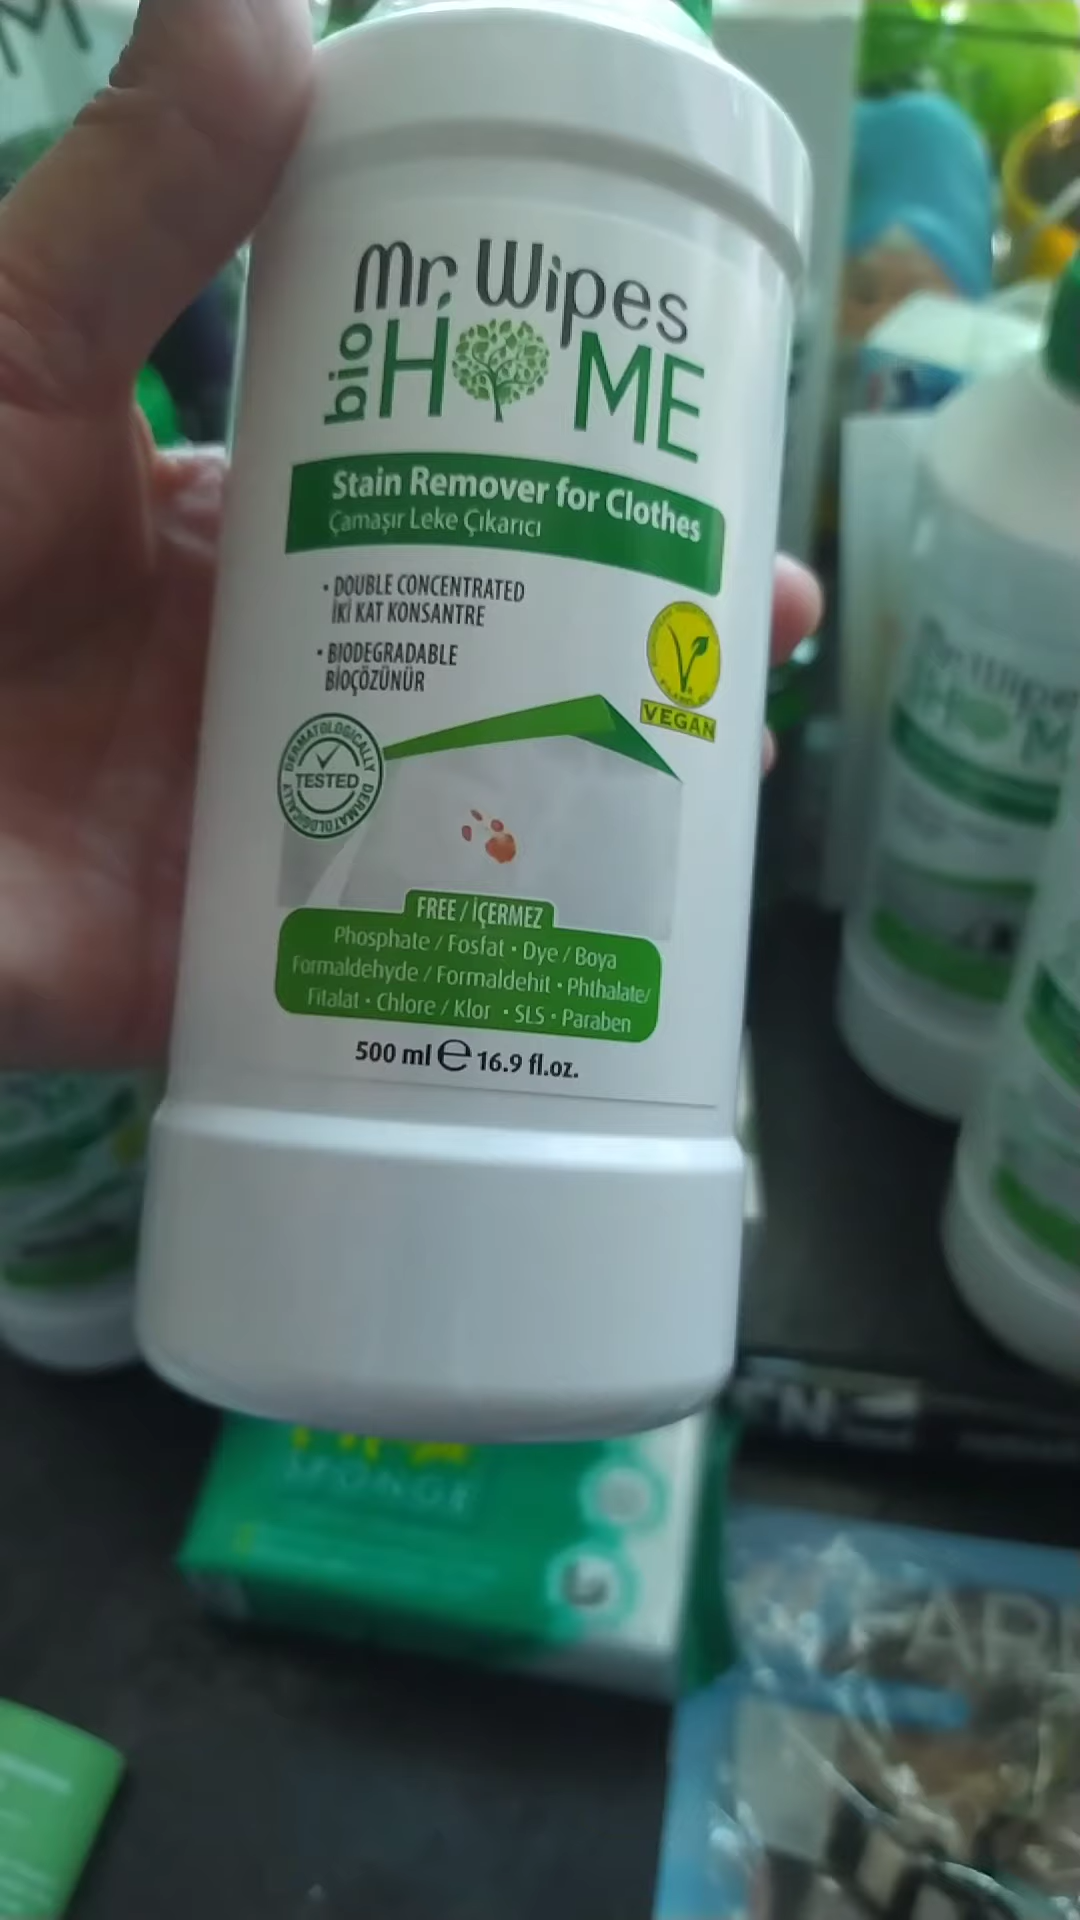 Mr. Wipes
bio HOME
Stain Remover for Clothes
Çamaşır Leke Çıkarıcı
• DOUBLE CONCENTRATED
İKİ KAT KONSANTRE
• BIODEGRADABLE
BİOÇÖZÜNÜR
VEGAN
DERMATOLOGICALLY
TESTED
DERMATOLOGICALLY
FREE / İÇERMEZ
Phosphate / Fosfat • Dye / Boya
Formaldehyde / Formaldehit • Phthalate/
Fitalat • Chlore / Klor • SLS • Paraben
500 ml e 16.9 fl.oz.
SPONGE